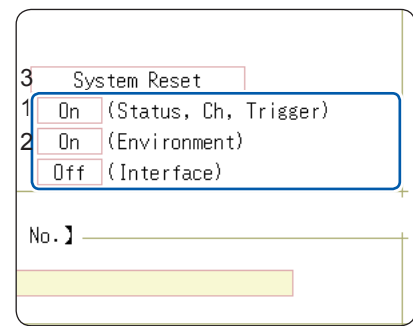 3 System Reset
1 On (Status, Ch, Trigger)
2 On (Environment)
Off (Interface)
No.】